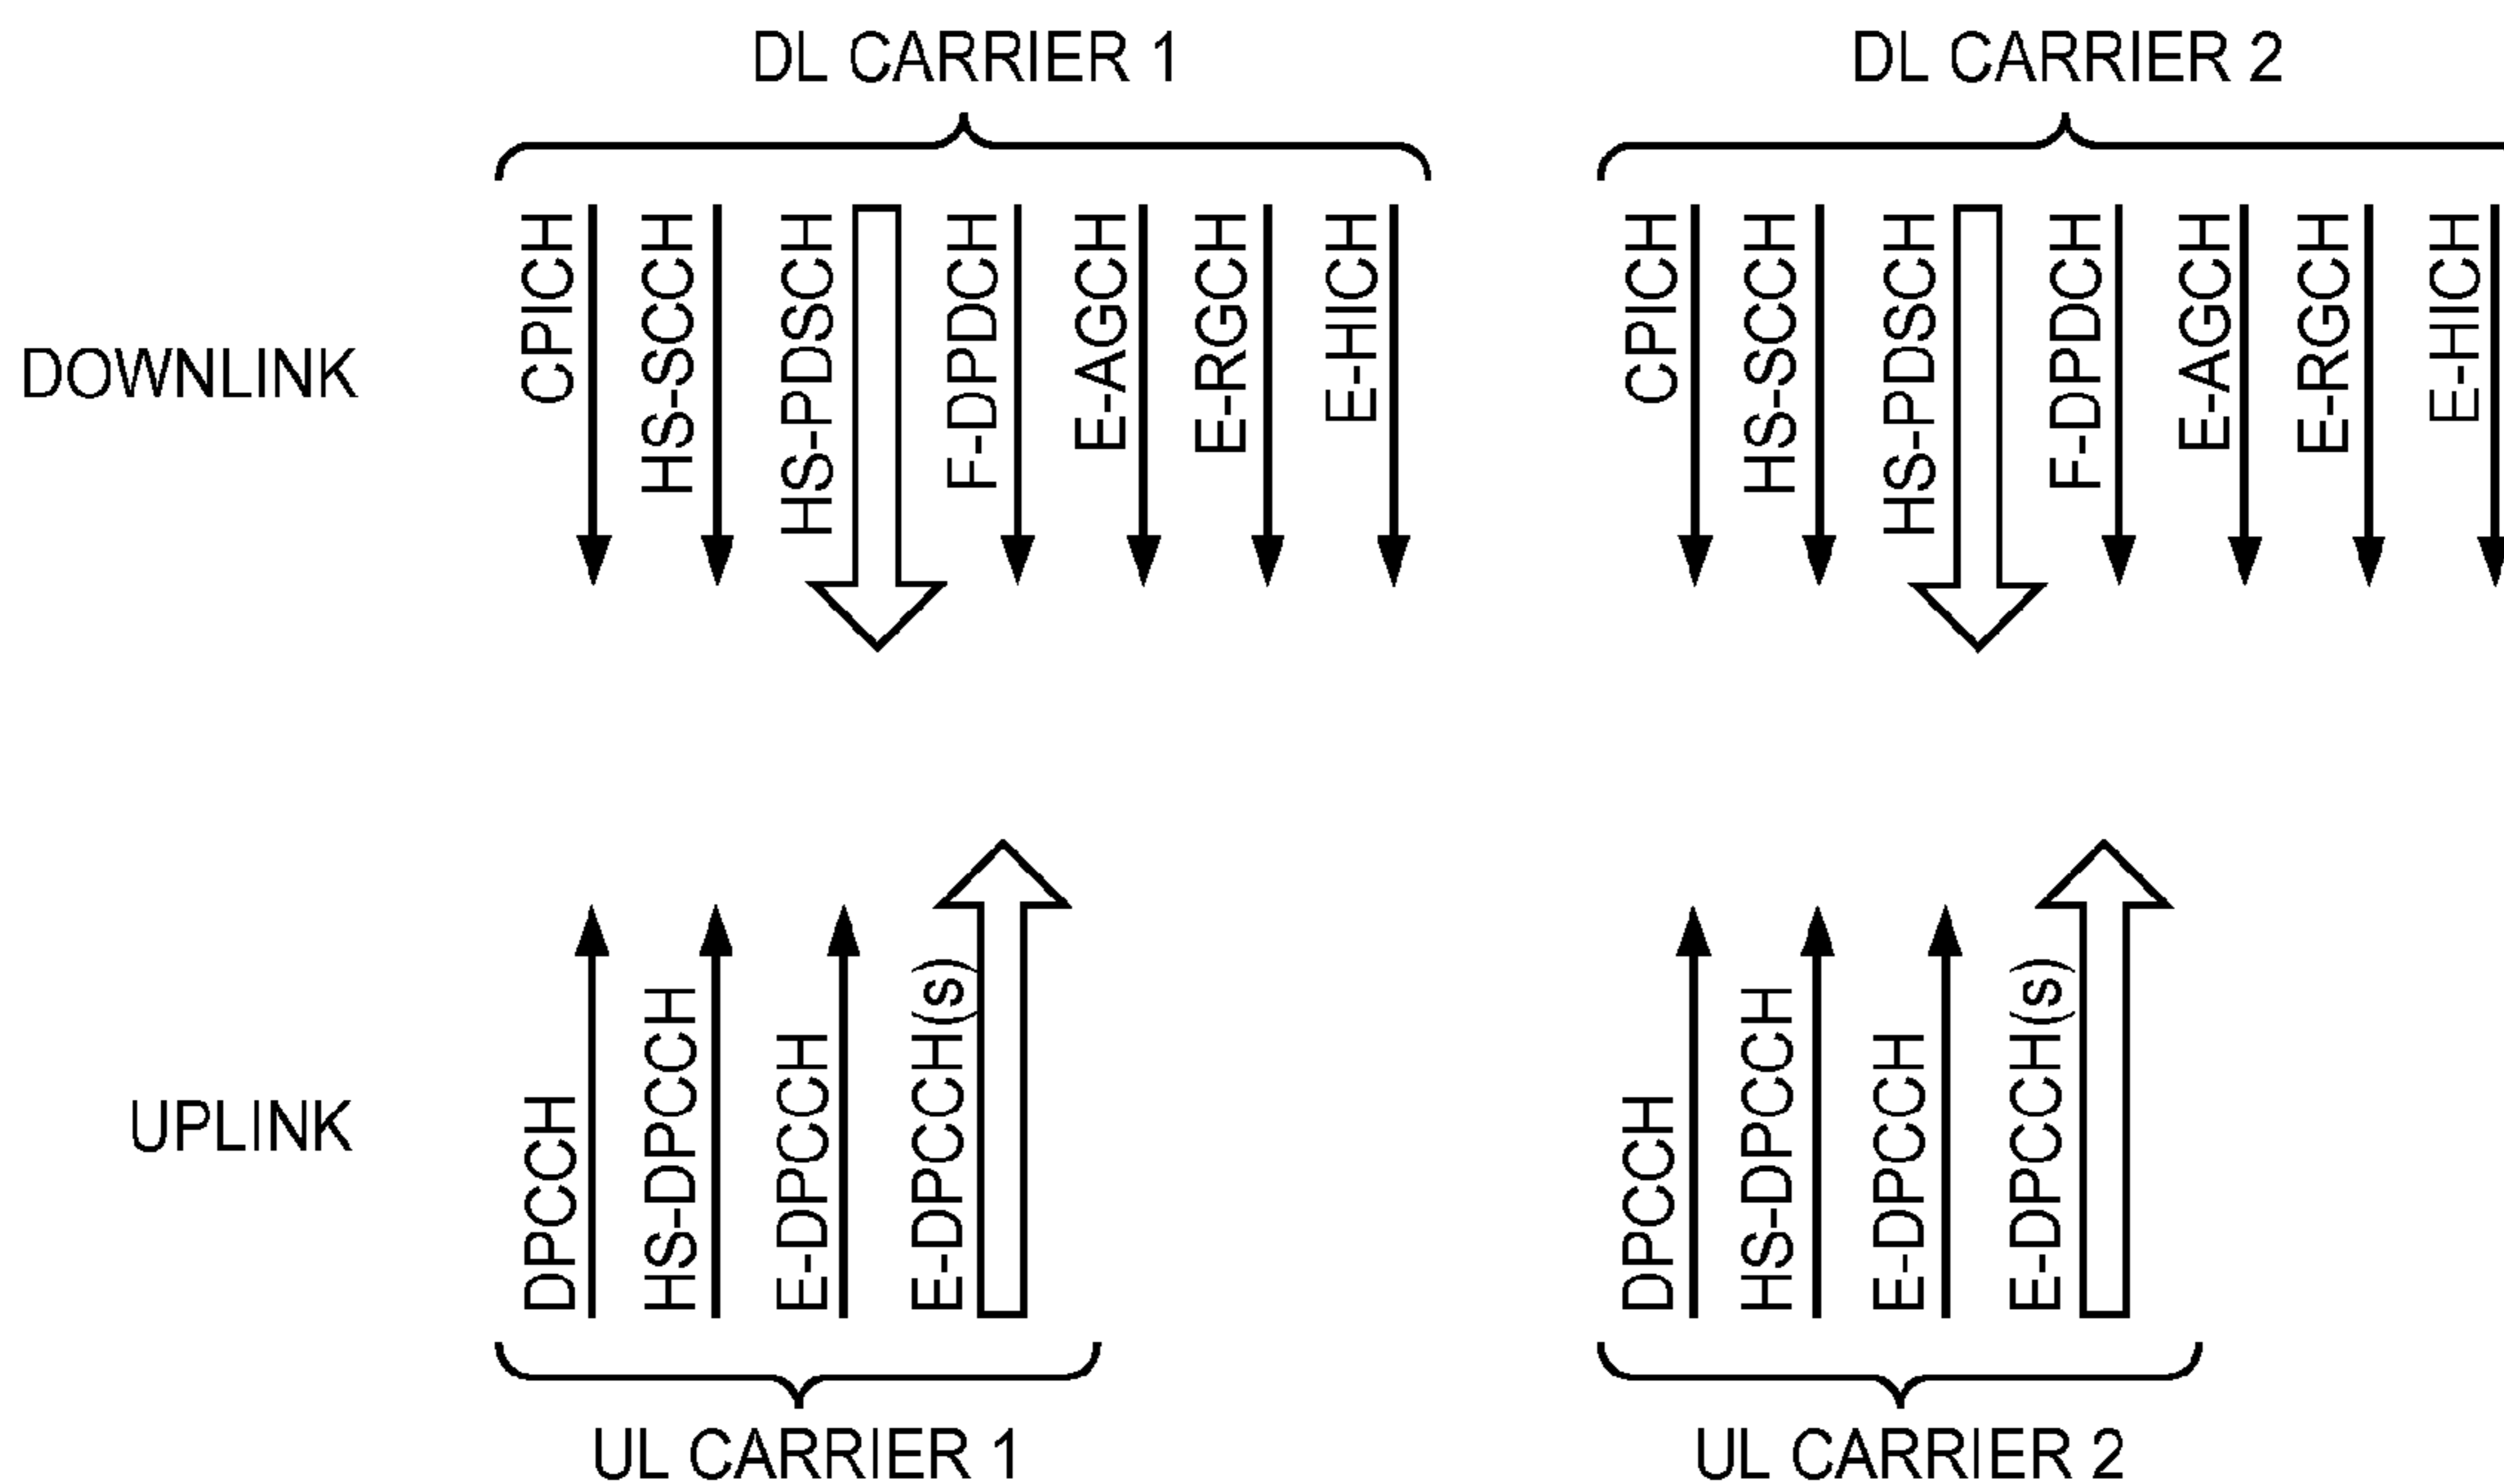 DL CARRIER 1
DL CARRIER 2
DOWNLINK
CPICH
HS-SCCH
HS-PDSCH
F-DPDCH
E-AGCH
E-RGCH
E-HICH
CPICH
HS-SCCH
HS-PDSCH
F-DPDCH
E-AGCH
E-RGCH
E-HICH
UPLINK
DPCCH
HS-DPCCH
E-DPCCH
E-DPCCH(s)
DPCCH
HS-DPCCH
E-DPCCH
E-DPCCH(s)
UL CARRIER 1
UL CARRIER 2